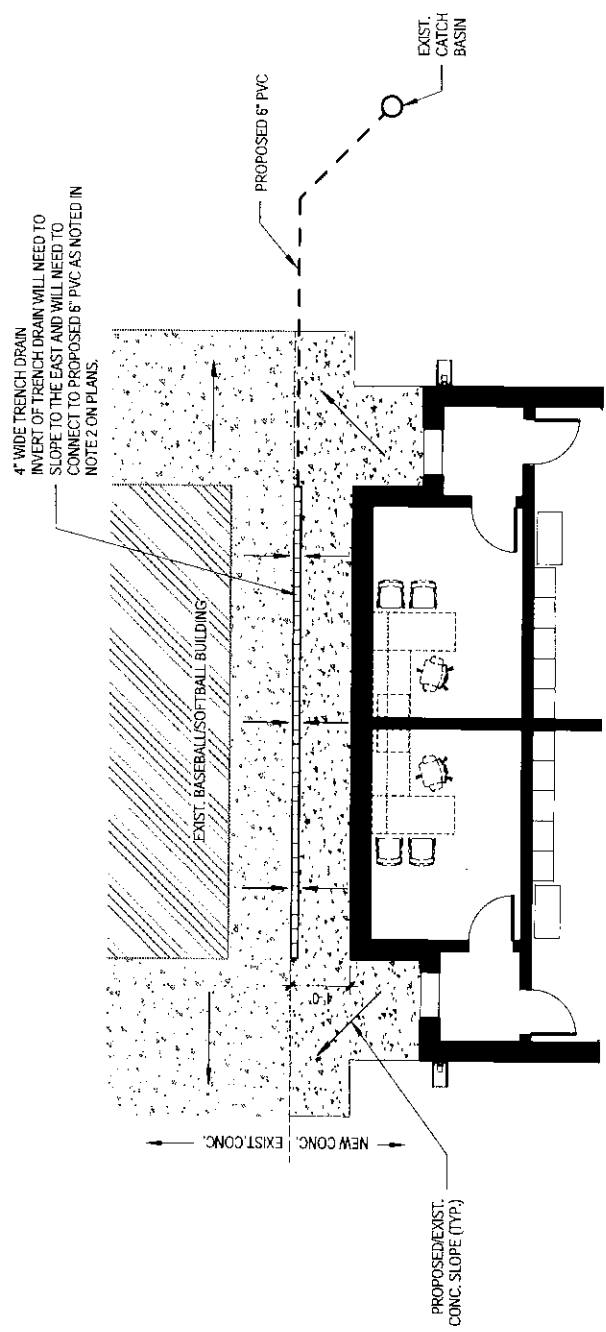 4" WIDE TRENCH DRAIN
INVERT OF TRENCH DRAIN WILL NEED TO
SLOPE TO THE EAST AND WILL NEED TO
CONNECT TO PROPOSED 6" PVC AS NOTED IN
NOTE 2 ON PLANS.
PROPOSED 6" PVC
EXIST.
CATCH
BASIN
EXIST. BASEBALL/SOFTBALL BUILDING
4'-0"
NEW CONC.
EXIST. CONC.
PROPOSED/EXIST.
CONC. SLOPE (TYP.)